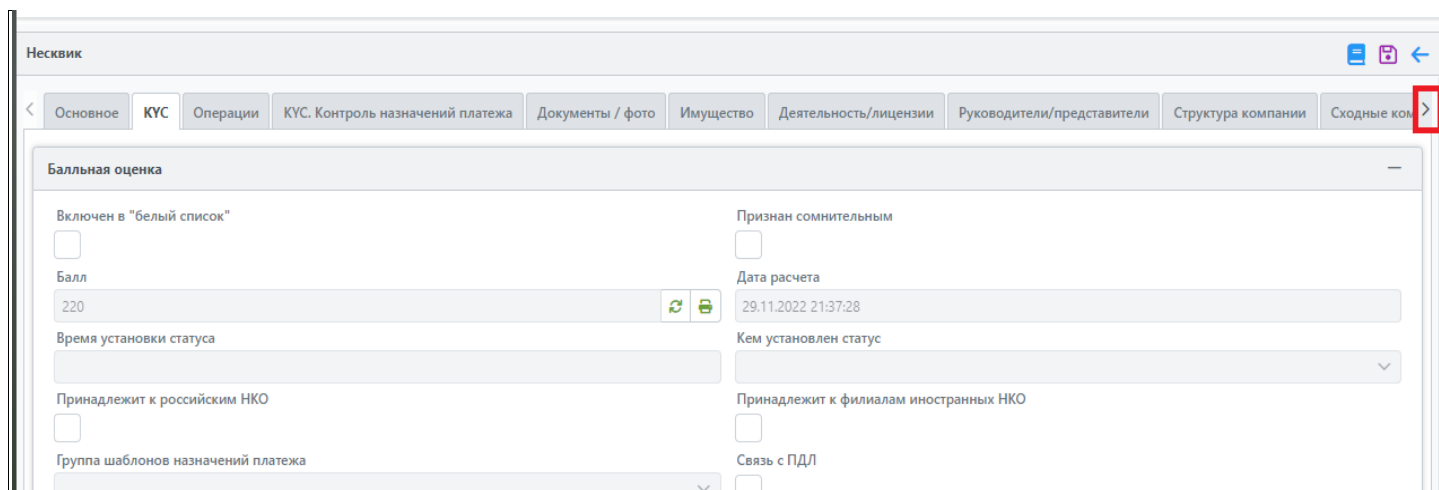 Несквик
Основное KYC Операции KYC. Контроль назначений платежа Документы / фото Имущество Деятельность/лицензии Руководители/представители Структура компании Сходные ком
Балльная оценка
Включен в "белый список" Признан сомнительным
Балл Дата расчета
220 29.11.2022 21:37:28
Время установки статуса Кем установлен статус
Принадлежит к российским НКО Принадлежит к филиалам иностранных НКО
Группа шаблонов назначений платежа Связь с ПДЛ